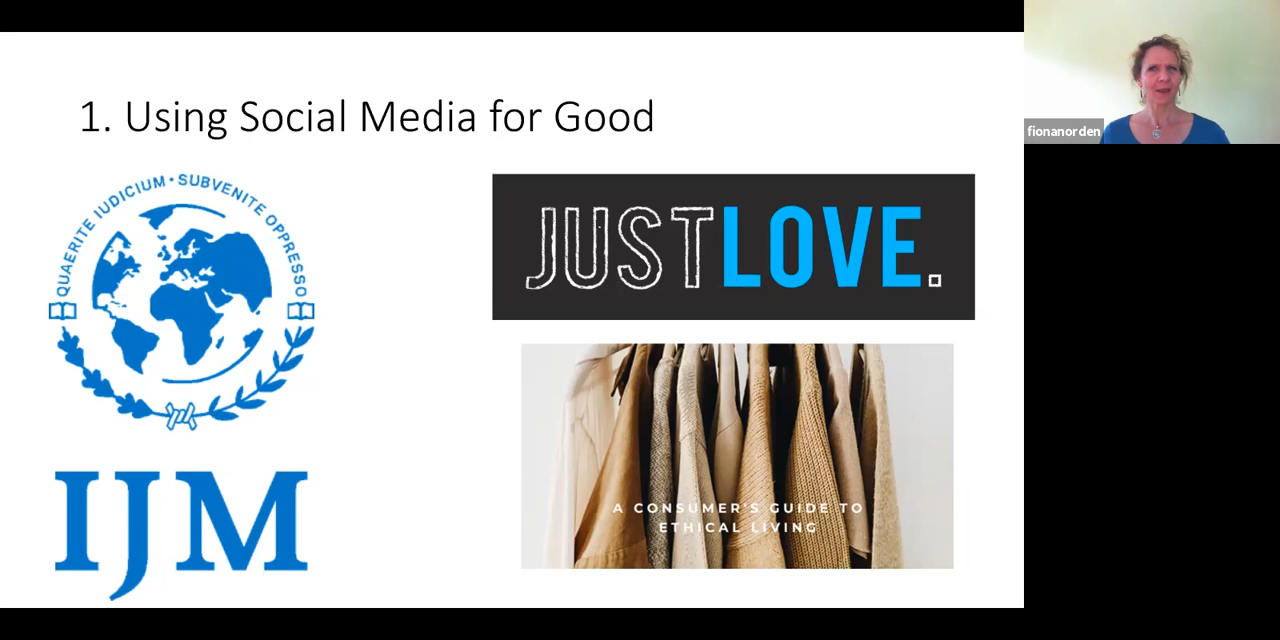 1. Using Social Media for Good
QUAERITE IUDICIUM • SUBVENITE OPPRESSO
IJM
JUSTLOVE.
A CONSUMER'S GUIDE TO
ETHICAL LIVING
fionanorden